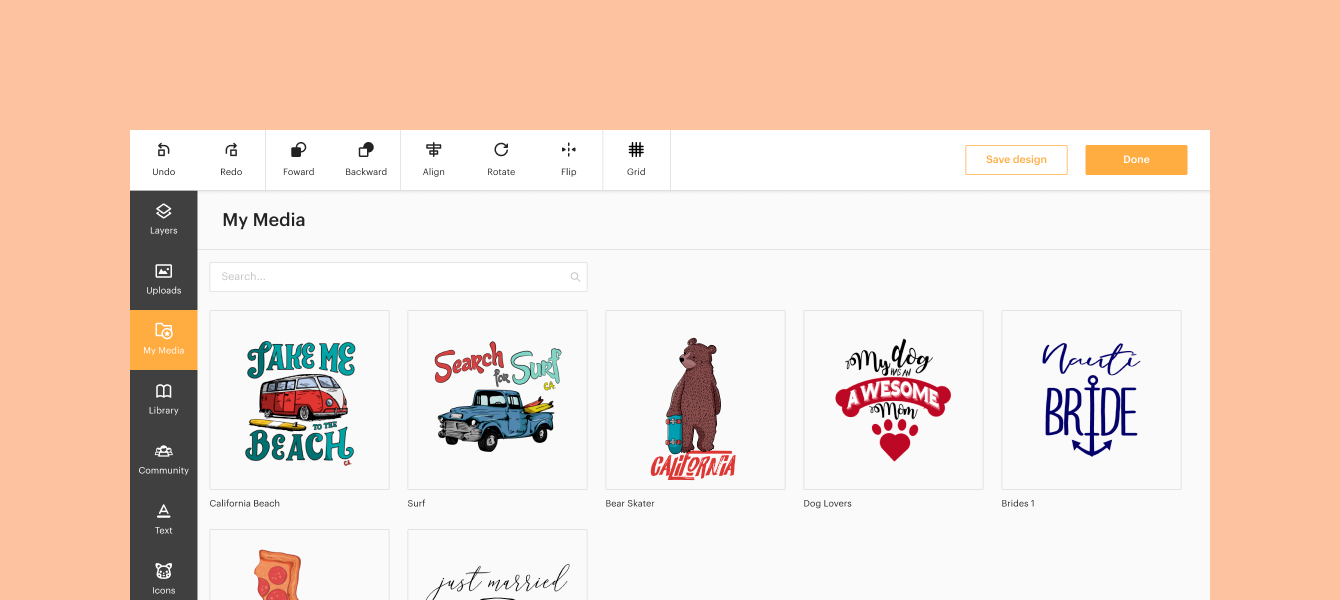 Undo Redo Foward Backward Align Rotate Flip Grid Save design Done
Layers
My Media
Uploads
Search...
My Media
Library
Community
Text
Icons
TAKE ME
TO THE
BEACH
CA
Search
for Surf
CA
CALIFORNIA
My dog
HAS AN
AWESOME
Mom
Nauti
BRIDE
California Beach Surf Bear Skater Dog Lovers Brides 1
just married